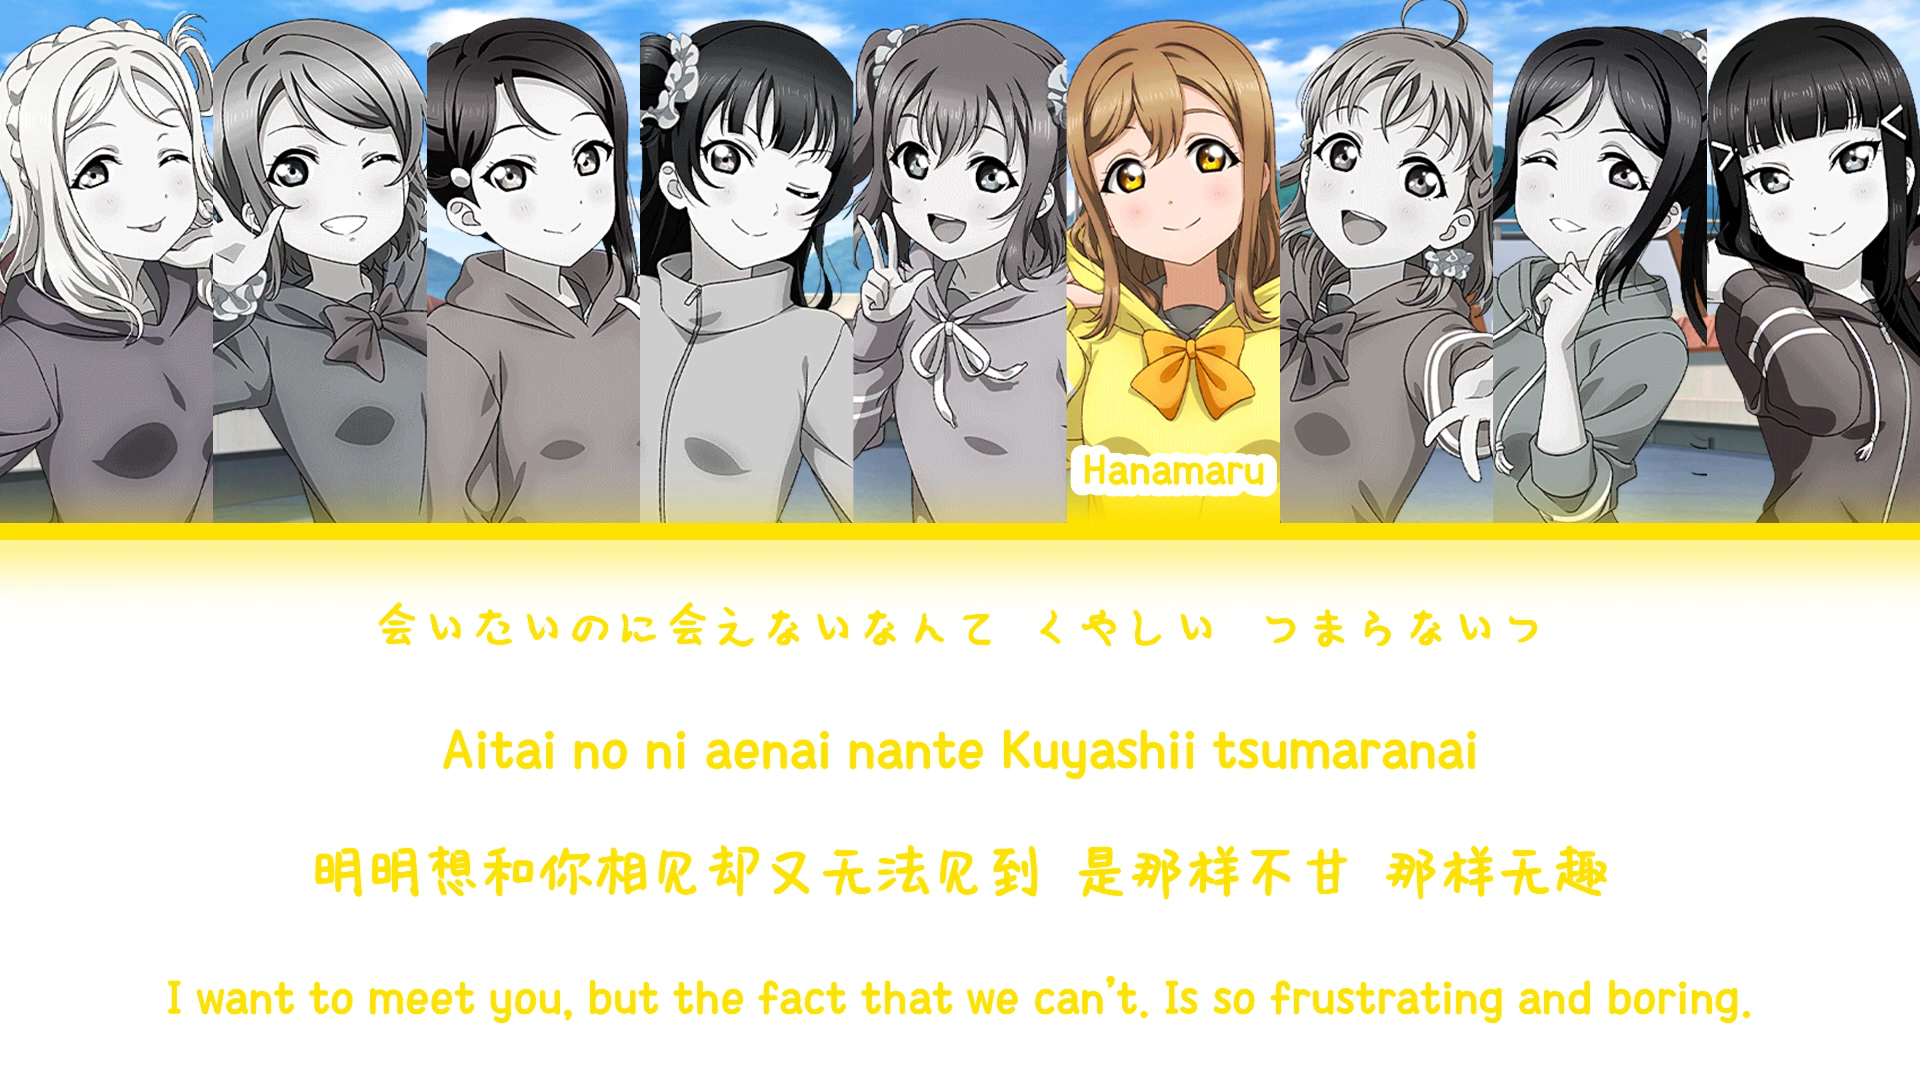 Hanamaru
会いたいのに会えないなんて くやしい つまらないっ
Aitai no ni aenai nante Kuyashii tsumaranai
明明想和你相见却又无法见到 是那样不甘 那样无趣
I want to meet you, but the fact that we can't. Is so frustrating and boring.